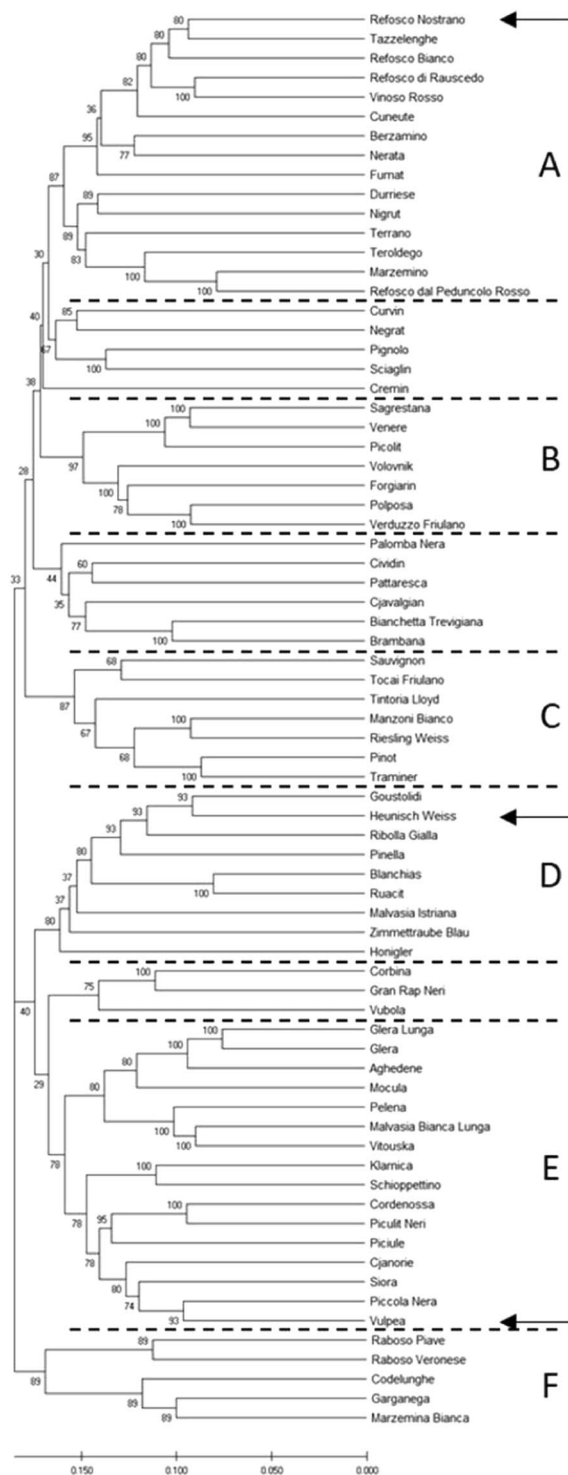 80 Refosco Nostrano
Tazzelenghe
80
80 Refosco Bianco
Refosco di Rauscedo
82
100 Vinoso Rosso
36 Cuneute
Berzamino
95
77 Nerata
A
87 Fumat
89 Durriese
Nigrut
89 Terrano
83
30 Teroldego
100 Marzemino
100 Refosco dal Peduncolo Rosso
85 Curvin
40 Negrat
67 Pignolo
100 Sciaglin
38 Cremin
100 Sagrestana
100 Venere
Picolit
B
97 Volovnik
28 100 Forgiarin
78 Polposa
100 Verduzzo Friulano
Palomba Nera
60 Cividin
33 44 Pattaresca
35 Cjavalgian
77 Bianchetta Trevigiana
100 Brambana
68 Sauvignon
Tocai Friulano
87 Tintoria Lloyd
C
100 Manzoni Bianco
67 Riesling Weiss
68 Pinot
100 Traminer
93 Goustolidi
93 Heunisch Weiss
Ribolla Gialla
80 Pinella
37 Blanchias
D
100 Ruacit
37 Malvasia Istriana
80 Zimmettraube Blau
Honigler
100 Corbina
75 Gran Rap Neri
40 Vubola
100 Glera Lunga
100 Glera
29 Aghedene
80 80 Mocula
Pelena
100 Malvasia Bianca Lunga
100 Vitouska
78 100 Klarnica
E
Schioppettino
100 Cordenossa
78 95 Piculit Neri
Piciule
78 Cjanorie
80 Siora
74 Piccola Nera
93 Vulpea
89 Raboso Piave
Raboso Veronese
89 Codelunghe
F
89 Garganega
89 Marzemina Bianca
0.150 0.100 0.050 0.000